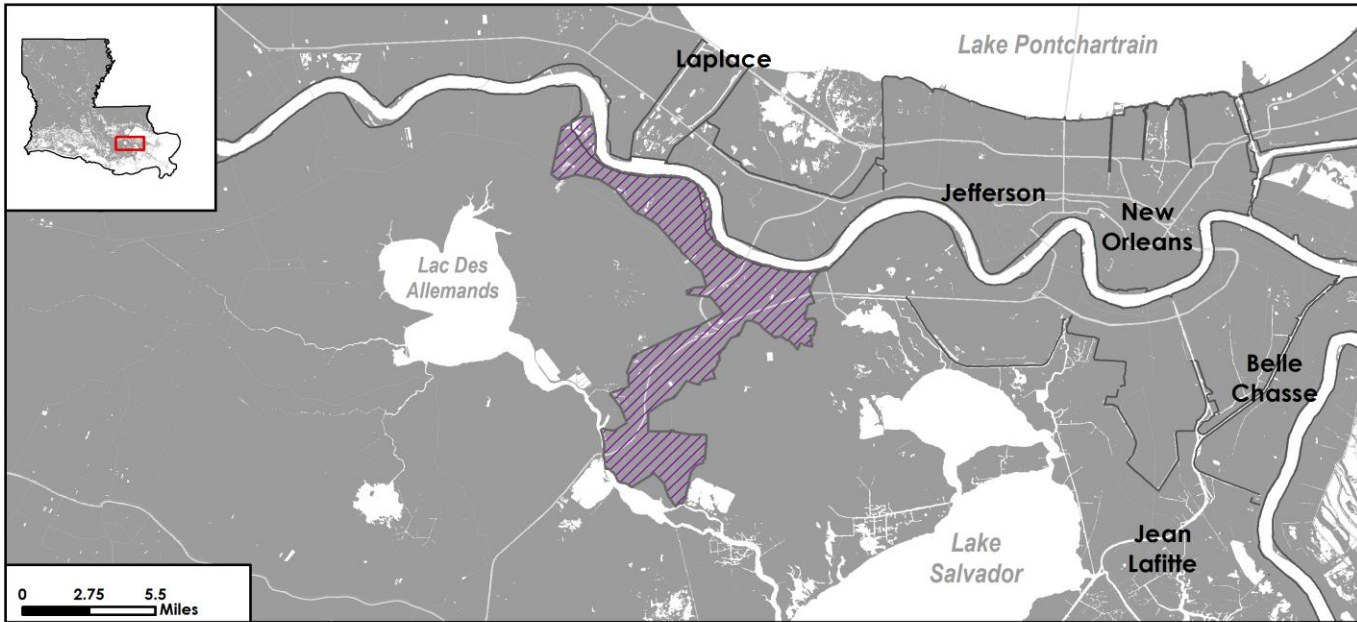 Laplace
Lake Pontchartrain
Jefferson
New
Orleans
Lac Des
Allemands
Belle
Chasse
Jean
Lafitte
Lake
Salvador
0 2.75 5.5
Miles